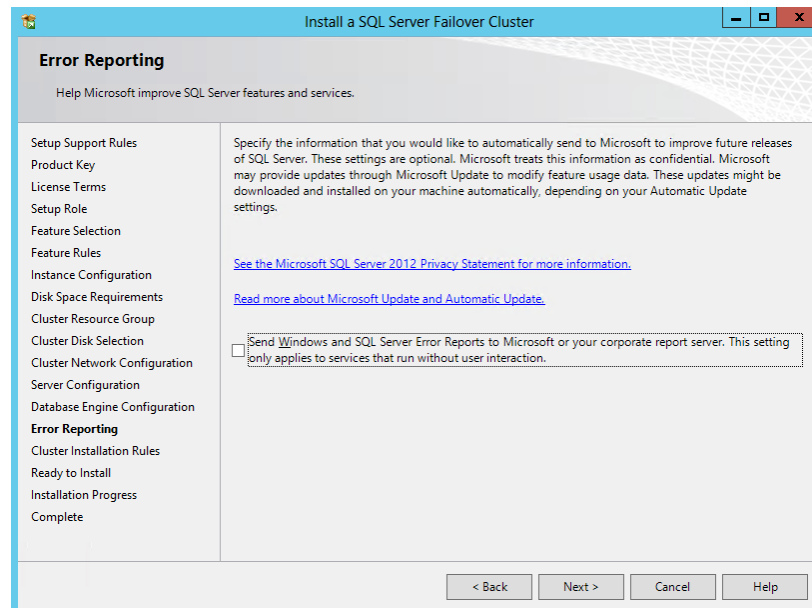 Install a SQL Server Failover Cluster
Error Reporting
Help Microsoft improve SQL Server features and services.
Setup Support Rules
Product Key
License Terms
Setup Role
Feature Selection
Feature Rules
Instance Configuration
Disk Space Requirements
Cluster Resource Group
Cluster Disk Selection
Cluster Network Configuration
Server Configuration
Database Engine Configuration
Error Reporting
Cluster Installation Rules
Ready to Install
Installation Progress
Complete
Specify the information that you would like to automatically send to Microsoft to improve future releases
of SQL Server. These settings are optional. Microsoft treats this information as confidential. Microsoft
may provide updates through Microsoft Update to modify feature usage data. These updates might be
downloaded and installed on your machine automatically, depending on your Automatic Update
settings.
See the Microsoft SQL Server 2012 Privacy Statement for more information.
Read more about Microsoft Update and Automatic Update.
Send Windows and SQL Server Error Reports to Microsoft or your corporate report server. This setting
only applies to services that run without user interaction.
< Back
Next >
Cancel
Help